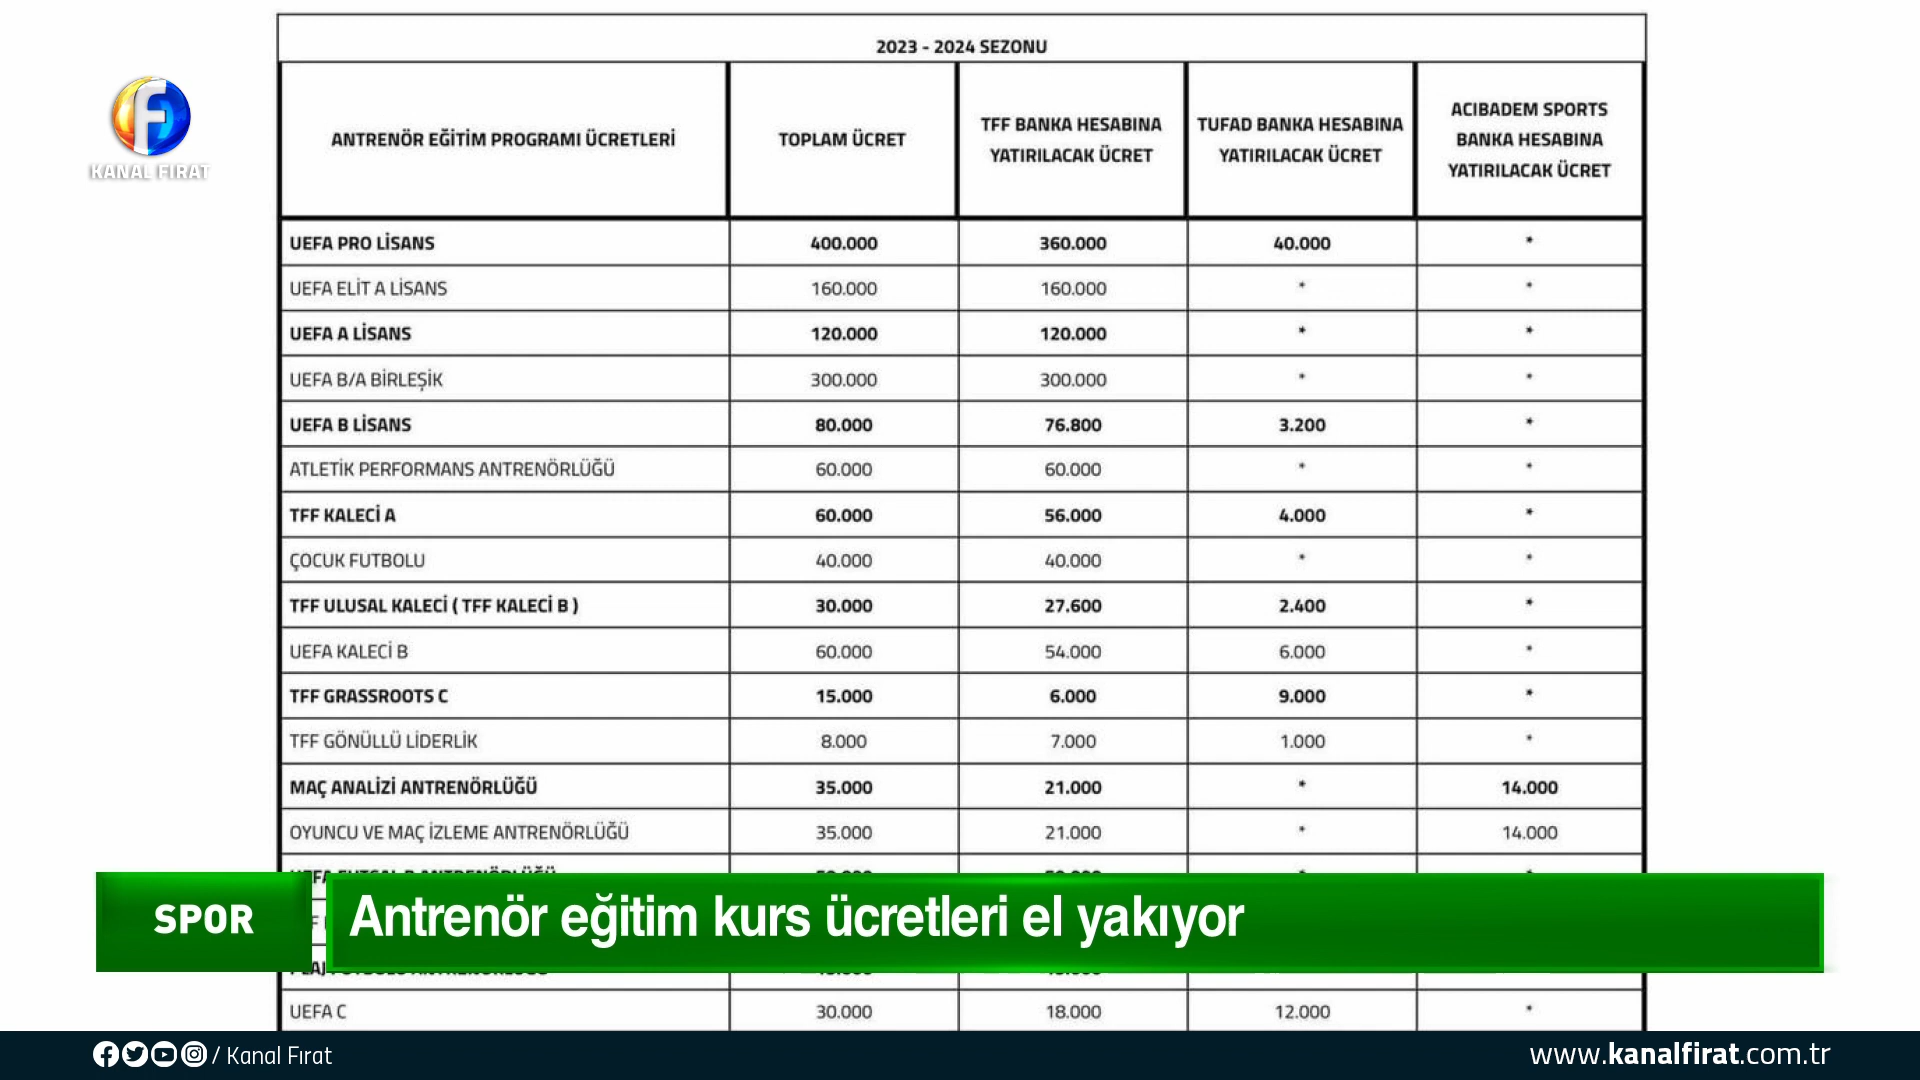 2023 - 2024 SEZONU
ANTRENÖR EĞİTİM PROGRAMI ÜCRETLERİ
TOPLAM ÜCRET
TFF BANKA HESABINA
YATIRILACAK ÜCRET
TUFAD BANKA HESABINA
YATIRILACAK ÜCRET
ACIBADEM SPORTS
BANKA HESABINA
YATIRILACAK ÜCRET
KANAL FIRAT
UEFA PRO LİSANS 400.000 360.000 40.000 *
UEFA ELİT A LİSANS 160.000 160.000 * *
UEFA A LİSANS 120.000 120.000 * *
UEFA B/A BİRLEŞİK 300.000 300.000 * *
UEFA B LİSANS 80.000 76.800 3.200 *
ATLETİK PERFORMANS ANTRENÖRLÜĞÜ 60.000 60.000 * *
TFF KALECİ A 60.000 56.000 4.000 *
ÇOCUK FUTBOLU 40.000 40.000 * *
TFF ULUSAL KALECİ ( TFF KALECİ B ) 30.000 27.600 2.400 *
UEFA KALECİ B 60.000 54.000 6.000 *
TFF GRASSROOTS C 15.000 6.000 9.000 *
TFF GÖNÜLLÜ LİDERLİK 8.000 7.000 1.000 *
MAÇ ANALİZİ ANTRENÖRLÜĞÜ 35.000 21.000 * 14.000
OYUNCU VE MAÇ İZLEME ANTRENÖRLÜĞÜ 35.000 21.000 * 14.000
SPOR
Antrenör eğitim kurs ücretleri el yakıyor
UEFA C 30.000 18.000 12.000 *
/ Kanal Fırat
www.kanalfirat.com.tr